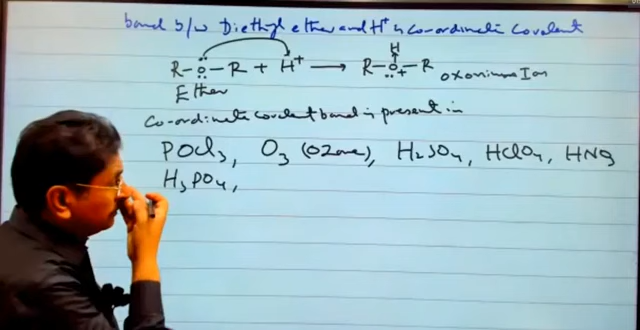 bond b/w Diethyl ether and H⁺ is co-ordinate covalent
R-O-R + H⁺ → R-O-R oxonium Ion
H
+
Ether
Co-ordinate covalent bond is present in
POCl₃, O₃ (Ozone), H₂SO₄, HClO₄, HNO₃
H₃PO₄,